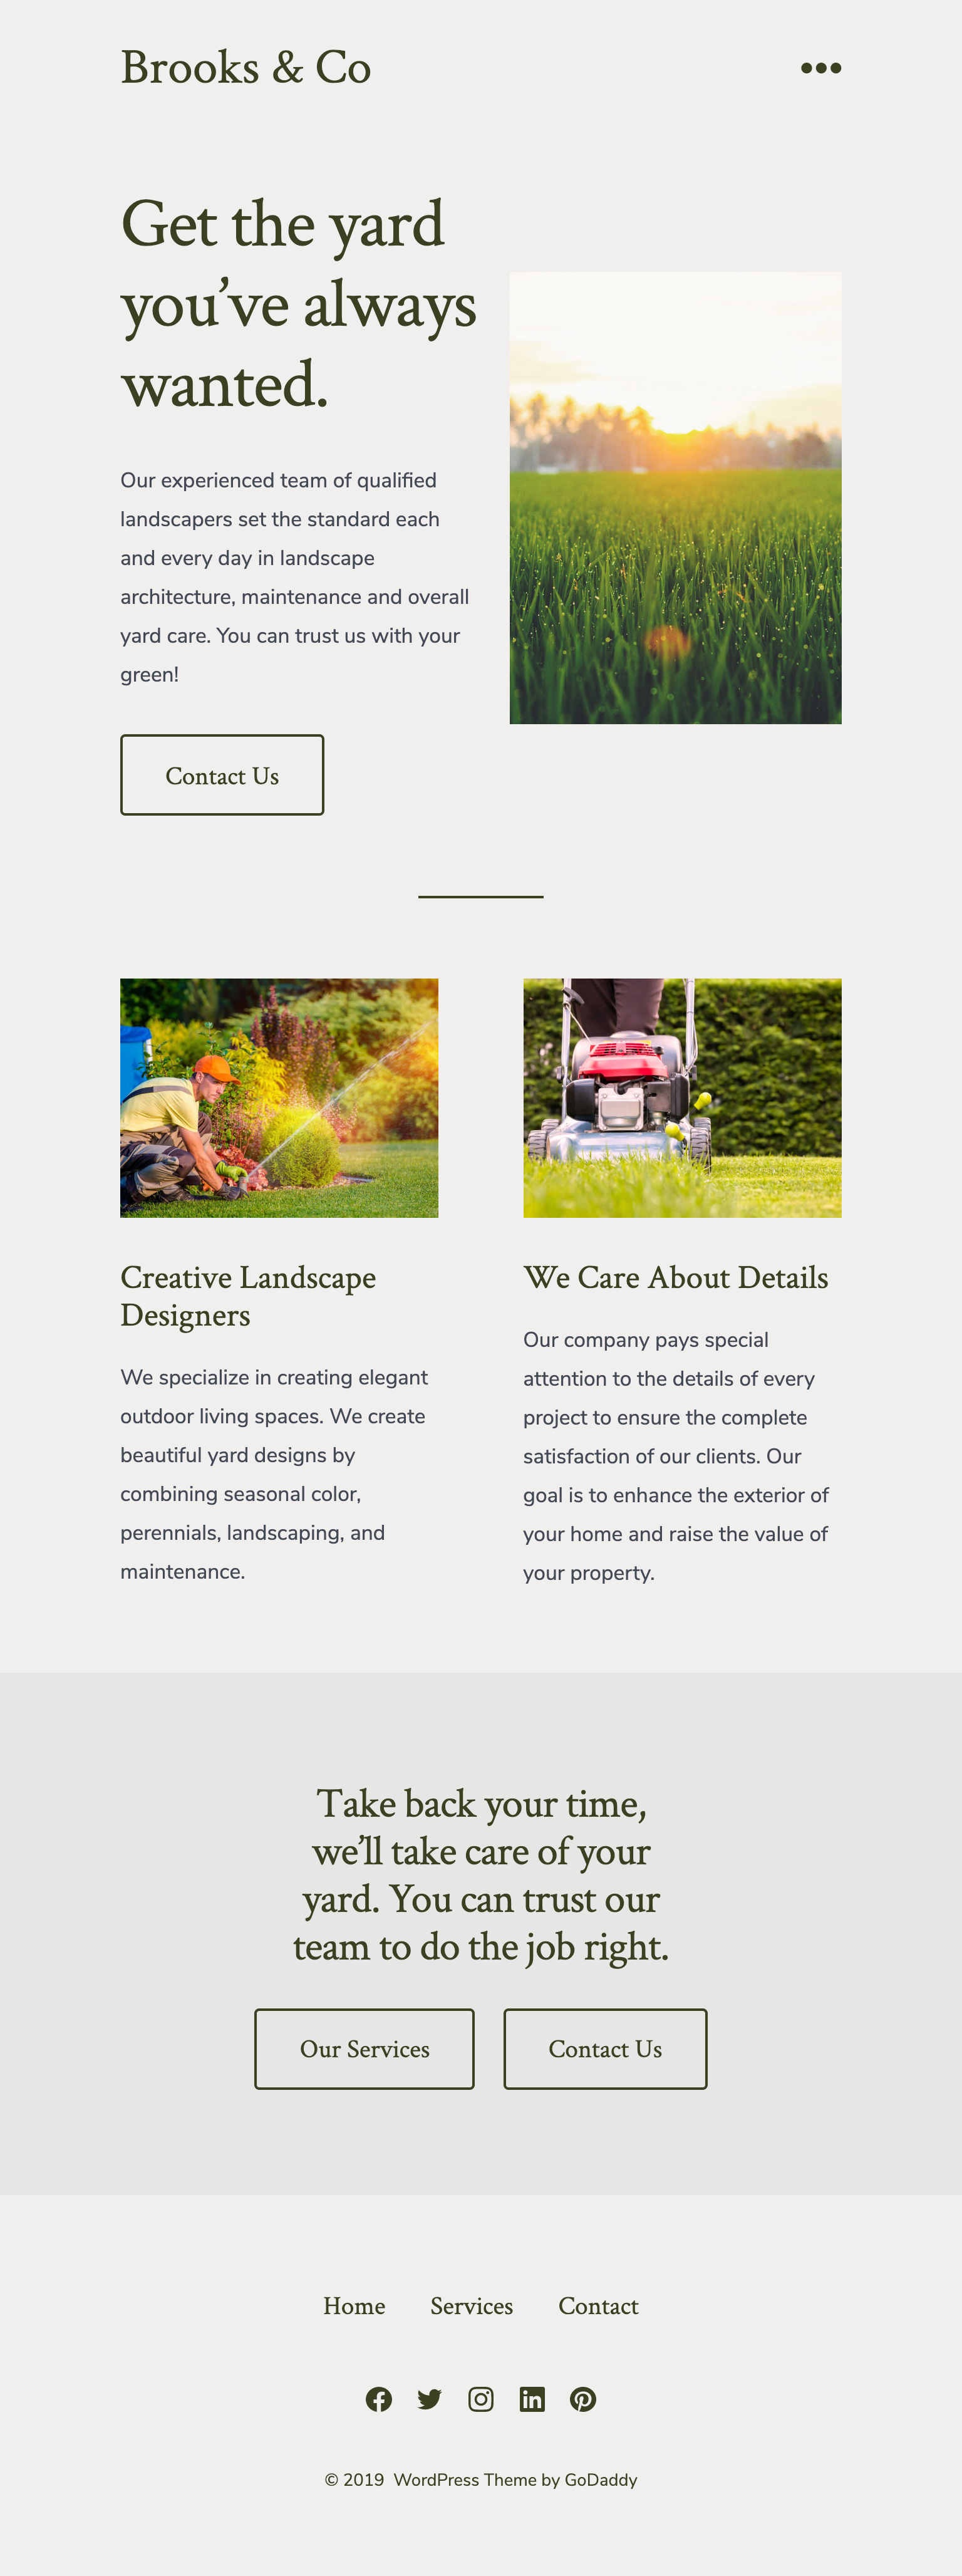 Brooks & Co
Get the yard
you’ve always
wanted.
Our experienced team of qualified
landscapers set the standard each
and every day in landscape
architecture, maintenance and overall
yard care. You can trust us with your
green!
Contact Us
Creative Landscape
Designers
We specialize in creating elegant
outdoor living spaces. We create
beautiful yard designs by
combining seasonal color,
perennials, landscaping, and
maintenance.
We Care About Details
Our company pays special
attention to the details of every
project to ensure the complete
satisfaction of our clients. Our
goal is to enhance the exterior of
your home and raise the value of
your property.
Take back your time,
we’ll take care of your
yard. You can trust our
team to do the job right.
Our Services
Contact Us
Home Services Contact
© 2019 WordPress Theme by GoDaddy